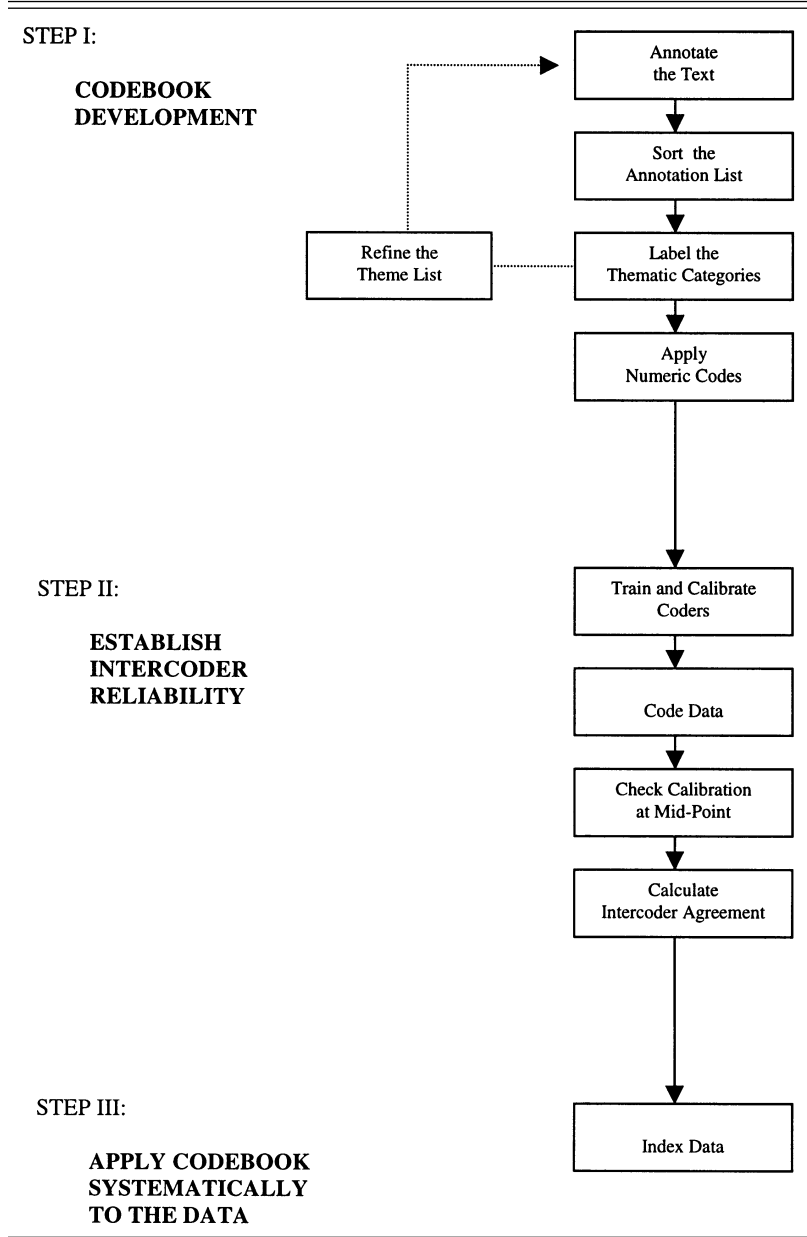 STEP I:
CODEBOOK
DEVELOPMENT
Annotate
the Text
Sort the
Annotation List
Refine the
Theme List
Label the
Thematic Categories
Apply
Numeric Codes
STEP II:
ESTABLISH
INTERCODER
RELIABILITY
Train and Calibrate
Coders
Code Data
Check Calibration
at Mid-Point
Calculate
Intercoder Agreement
STEP III:
APPLY CODEBOOK
SYSTEMATICALLY
TO THE DATA
Index Data